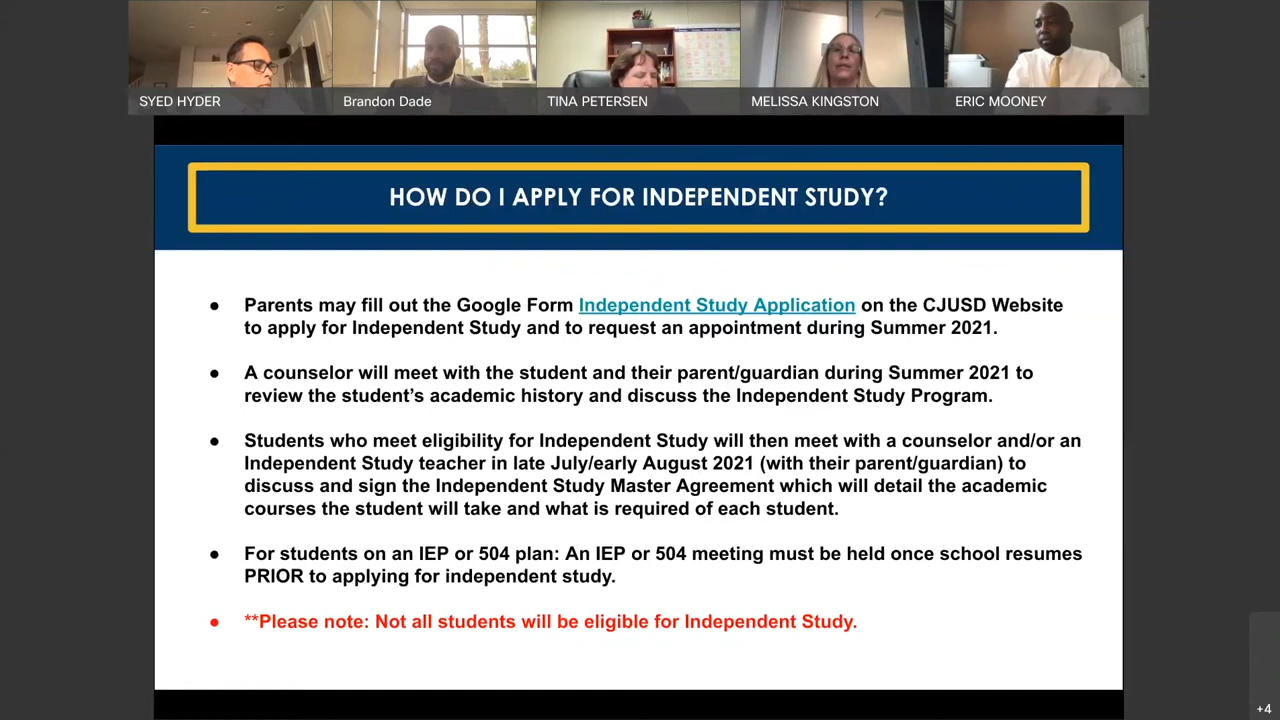 SYED HYDER
Brandon Dade
TINA PETERSEN
MELISSA KINGSTON
ERIC MOONEY
HOW DO I APPLY FOR INDEPENDENT STUDY?
● Parents may fill out the Google Form Independent Study Application on the CJUSD Website
to apply for Independent Study and to request an appointment during Summer 2021.
● A counselor will meet with the student and their parent/guardian during Summer 2021 to
review the student’s academic history and discuss the Independent Study Program.
● Students who meet eligibility for Independent Study will then meet with a counselor and/or an
Independent Study teacher in late July/early August 2021 (with their parent/guardian) to
discuss and sign the Independent Study Master Agreement which will detail the academic
courses the student will take and what is required of each student.
● For students on an IEP or 504 plan: An IEP or 504 meeting must be held once school resumes
PRIOR to applying for independent study.
● **Please note: Not all students will be eligible for Independent Study.
+4